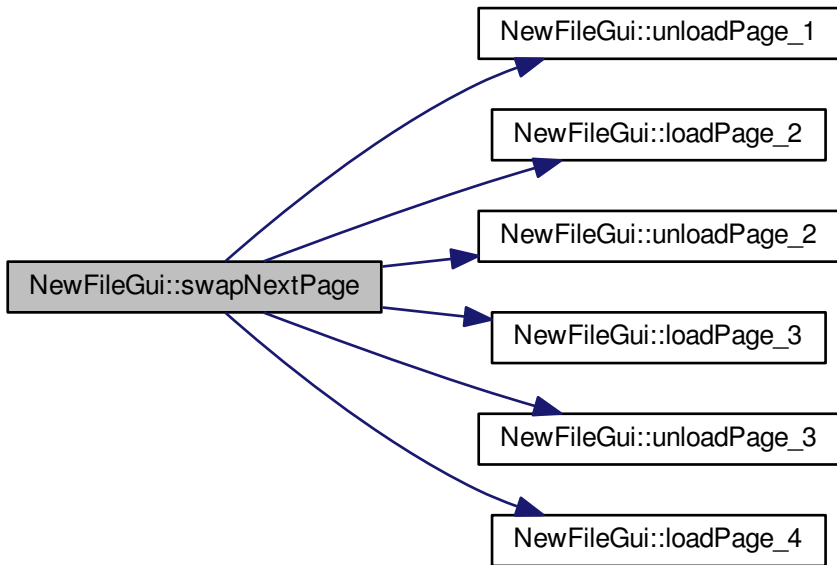 NewFileGui::unloadPage_1
NewFileGui::loadPage_2
NewFileGui::unloadPage_2
NewFileGui::swapNextPage
NewFileGui::loadPage_3
NewFileGui::unloadPage_3
NewFileGui::loadPage_4